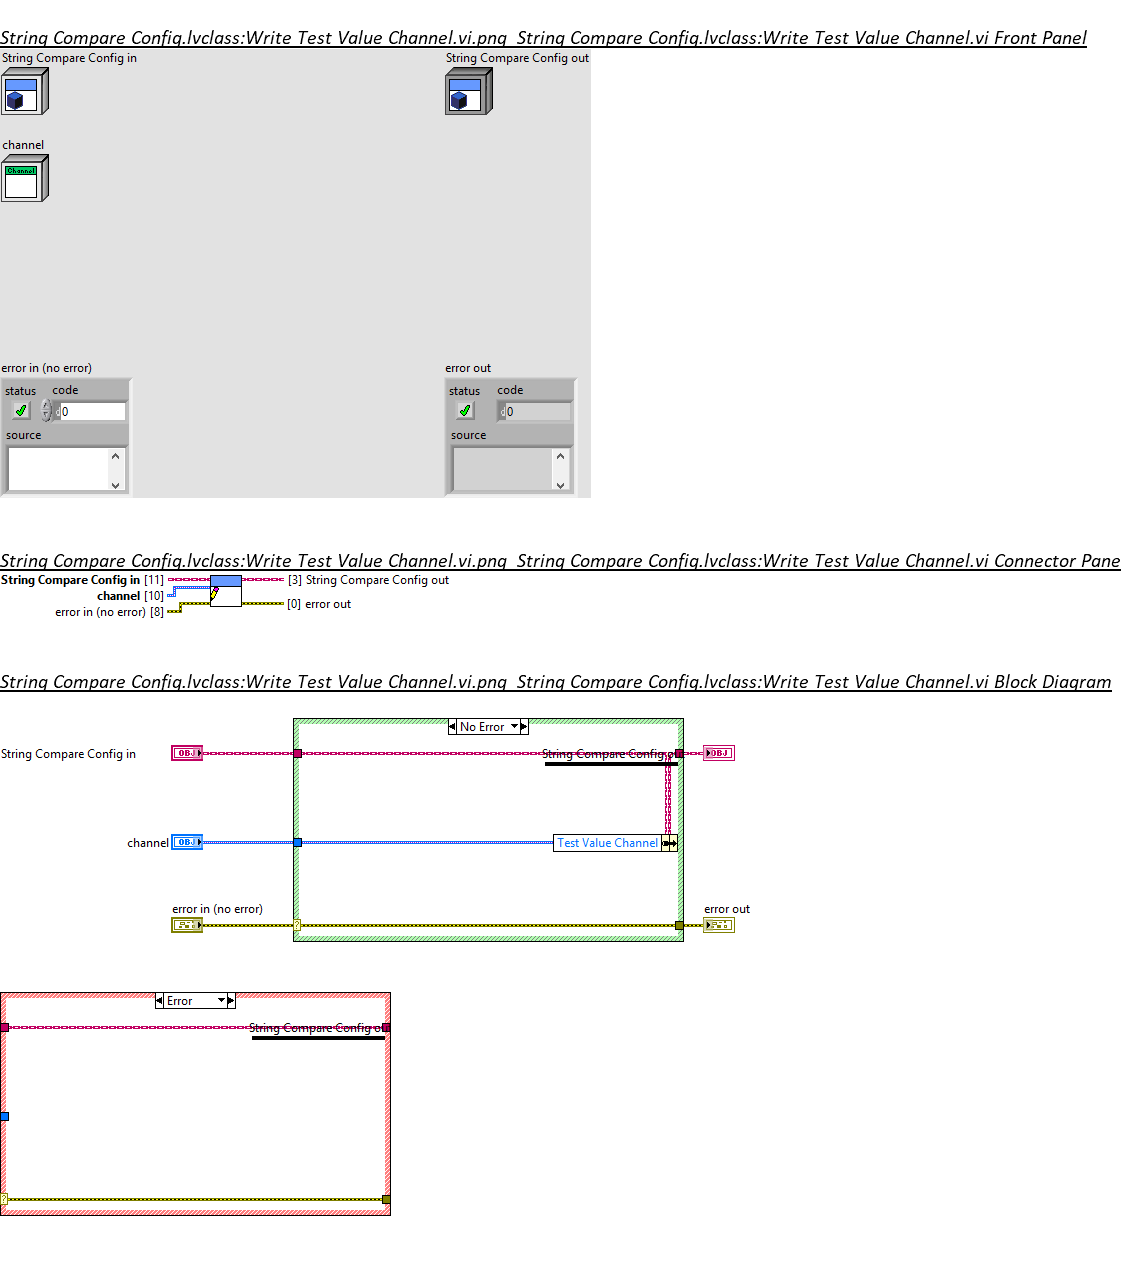 String Compare Config.lvclass:Write Test Value Channel.vi.png String Compare Config.lvclass:Write Test Value Channel.vi Front Panel
String Compare Config in
String Compare Config out
channel
Channel
error in (no error)
error out
status code
status code
d 0
d 0
source
source
String Compare Config.lvclass:Write Test Value Channel.vi.png String Compare Config.lvclass:Write Test Value Channel.vi Connector Pane
String Compare Config in [11]
[3] String Compare Config out
channel [10]
[0] error out
error in (no error) [8]
String Compare Config.lvclass:Write Test Value Channel.vi.png String Compare Config.lvclass:Write Test Value Channel.vi Block Diagram
No Error
String Compare Config in
OBJ
String Compare Config o
OBJ
channel
OBJ
Test Value Channel
error in (no error)
error out
?
Error
String Compare Config o
?